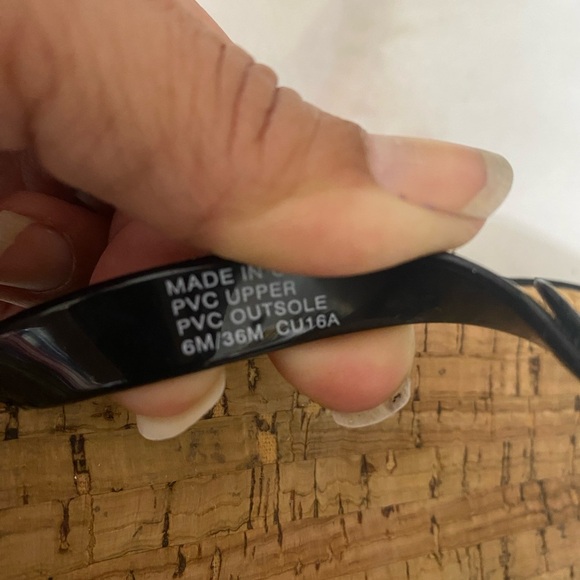 MADE IN
PVC UPPER
PVC OUTSOLE
6M/36M CU16A